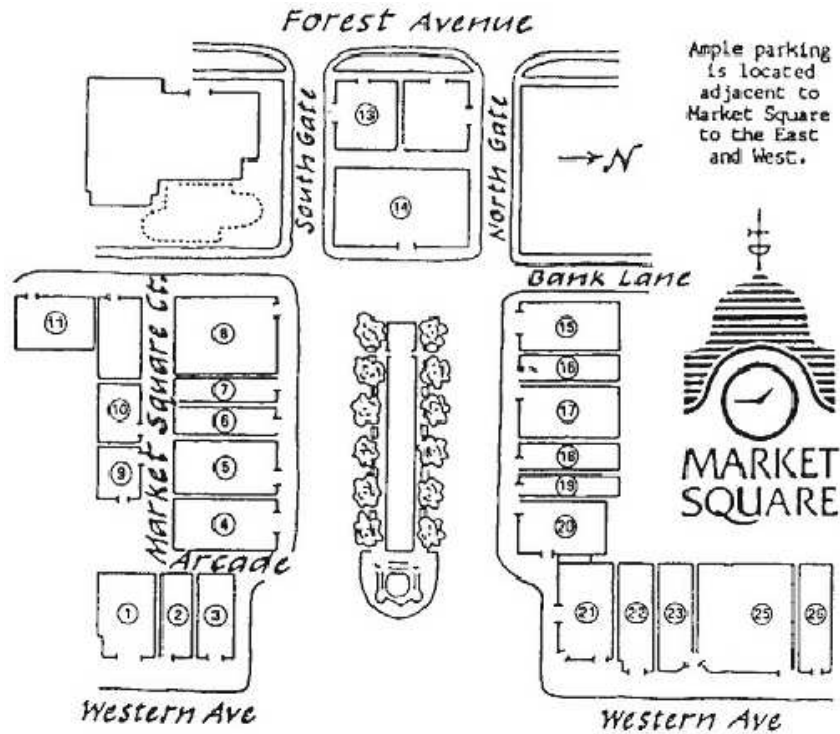 Forest Avenue
Ample parking
is located
adjacent to
Market Square
to the East
and West.
South Gate
North Gate
13
14
N
Bank Lane
Market Square Ct.
11
8
7
10
6
9
5
4
15
16
17
18
19
20
MARKET
SQUARE
Arcade
1
2
3
21
22
23
25
26
Western Ave
Western Ave